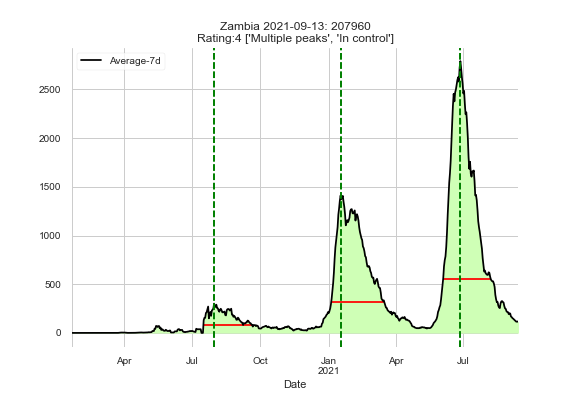 Zambia 2021-09-13: 207960
Rating:4 ['Multiple peaks', 'In control']
Average-7d
2500
2000
1500
1000
500
0
Apr
Jul
Oct
Jan
2021
Apr
Jul
Date